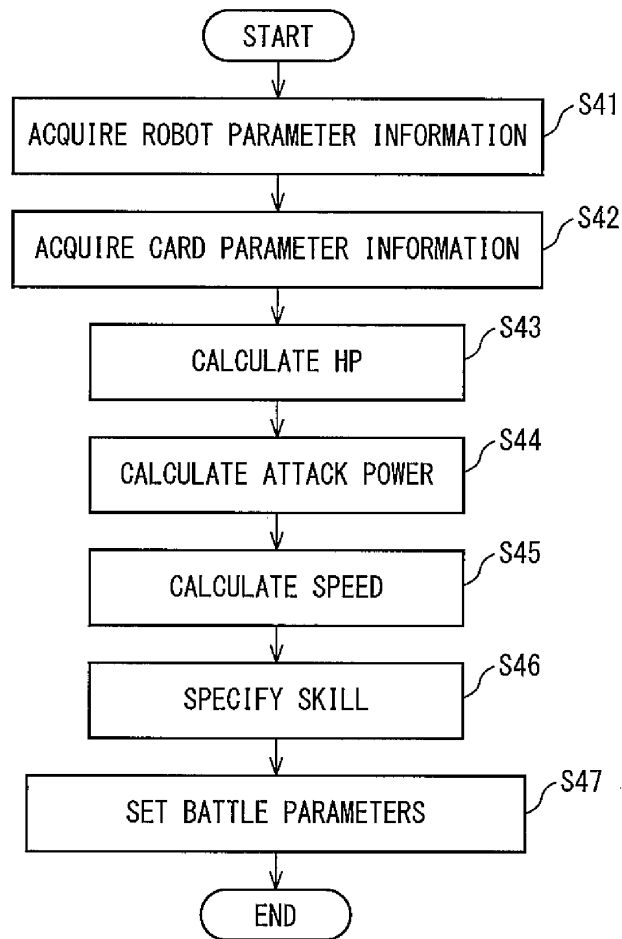 START
ACQUIRE ROBOT PARAMETER INFORMATION
S41
ACQUIRE CARD PARAMETER INFORMATION
S42
CALCULATE HP
S43
CALCULATE ATTACK POWER
S44
CALCULATE SPEED
S45
SPECIFY SKILL
S46
SET BATTLE PARAMETERS
S47
END